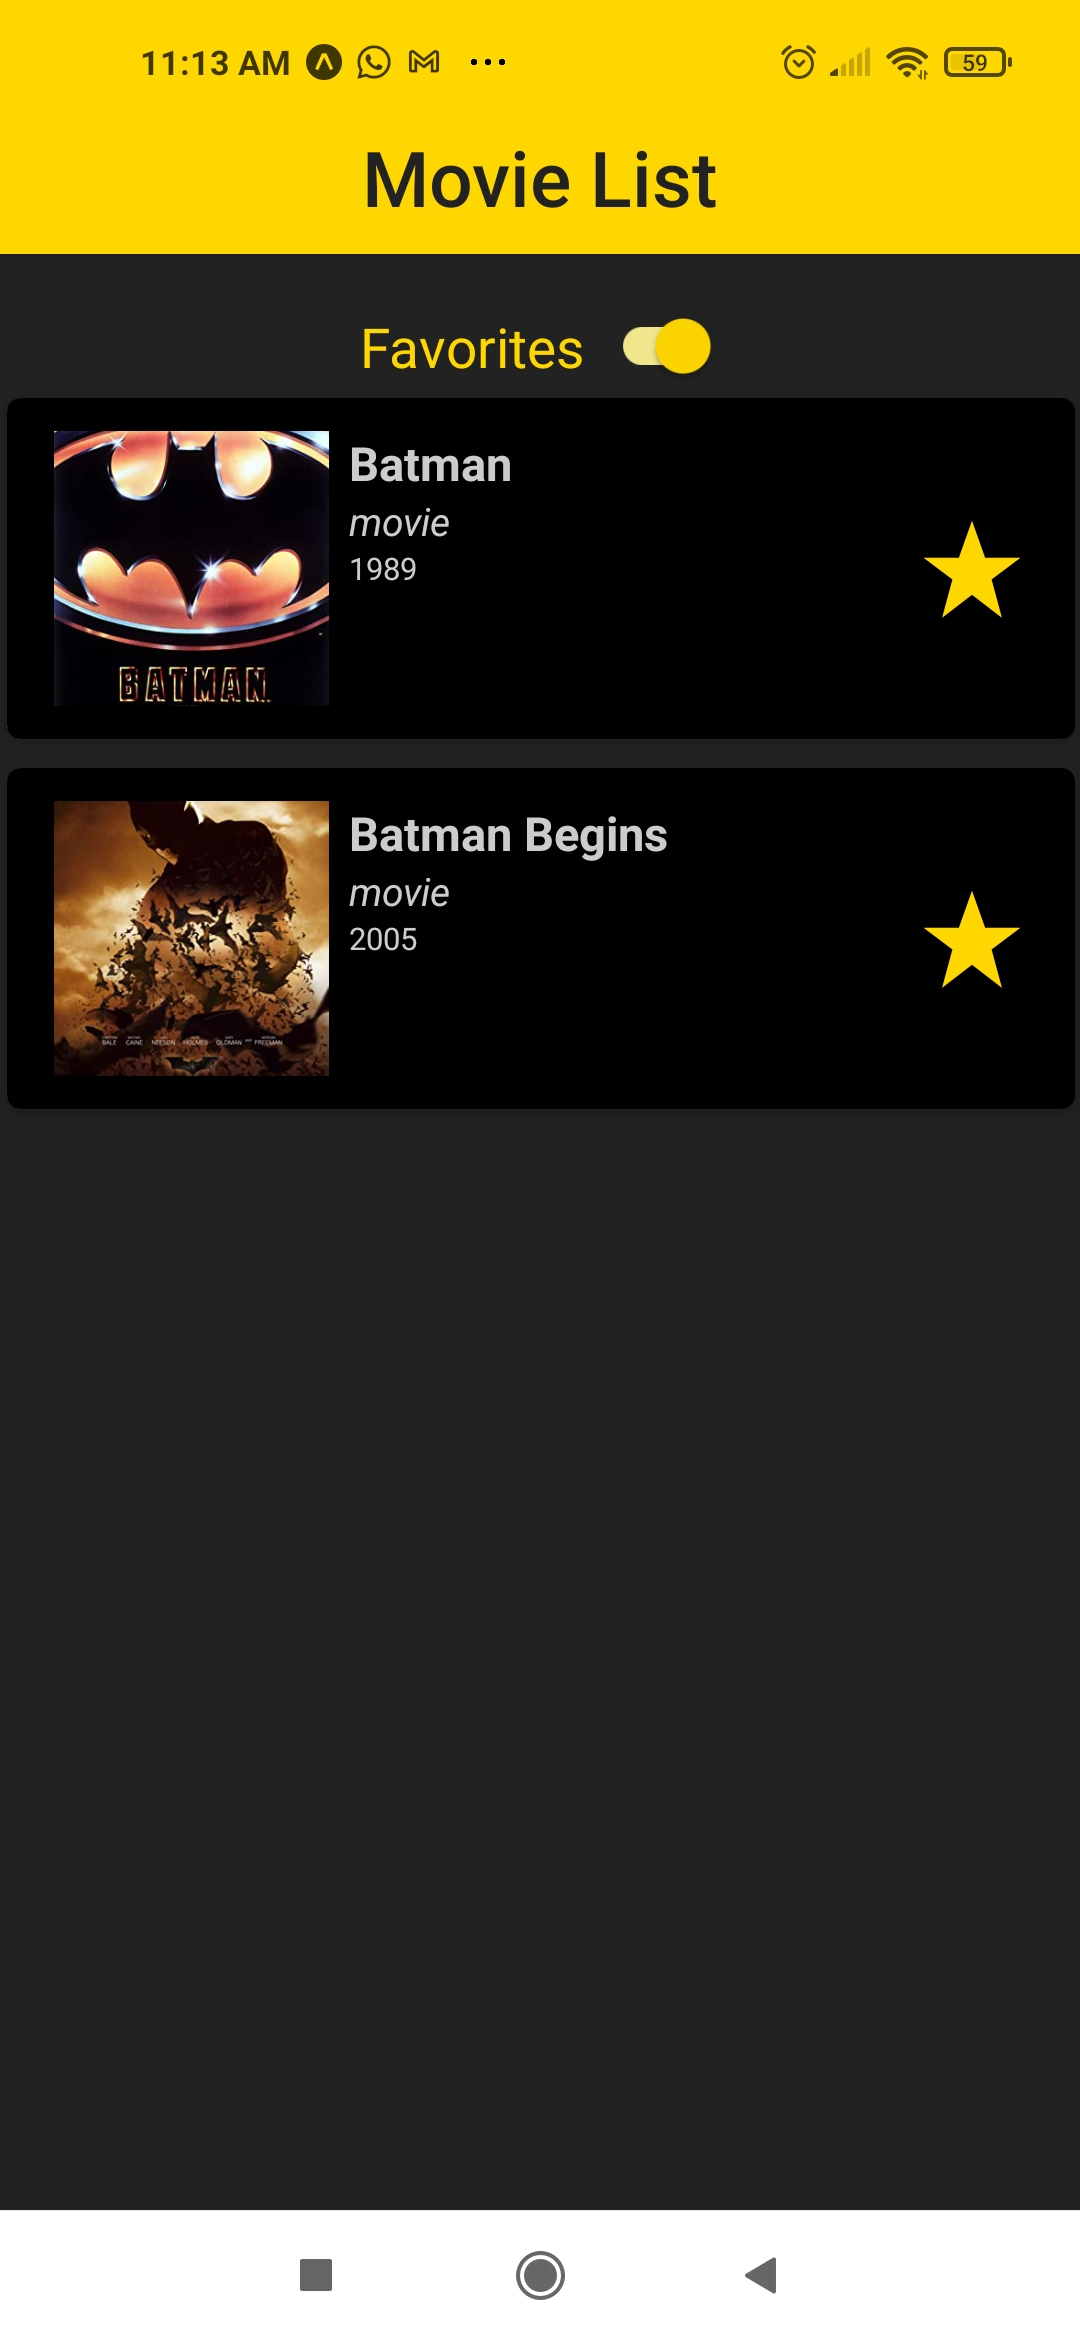 11:13 AM
59
Movie List
Favorites
Batman
movie
1989
BATMAN
Batman Begins
movie
2005
BALE CAINE NEESON HOLMES OLDMAN AND FREEMAN